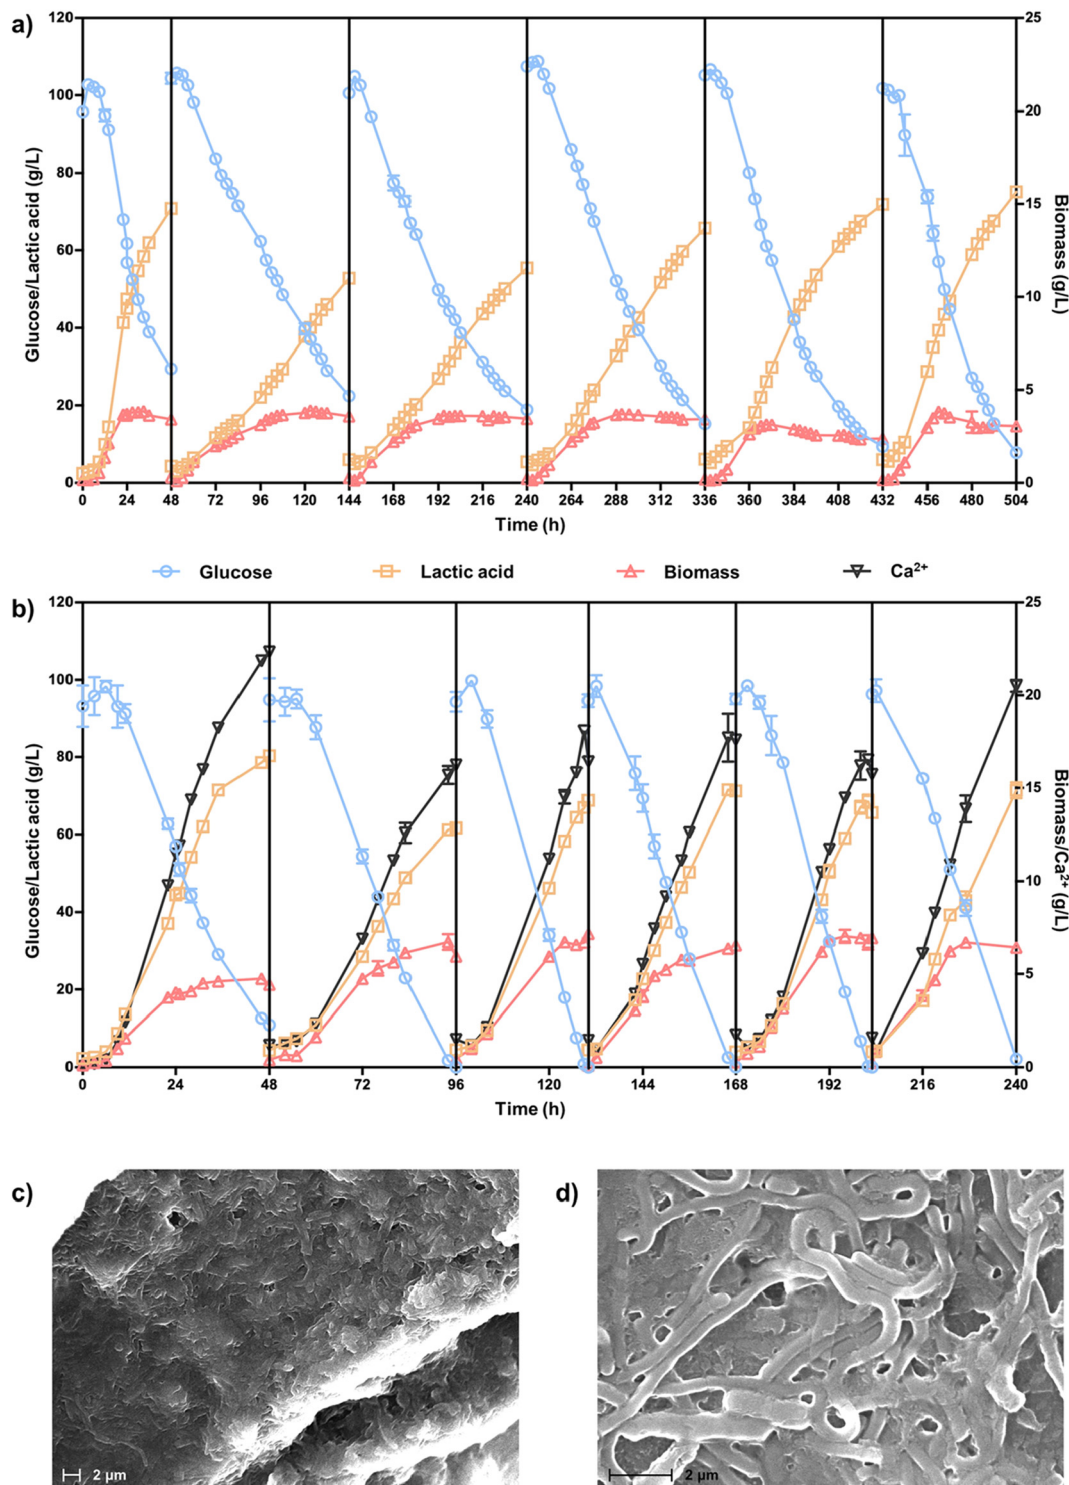 a)
120
100
80
60
40
20
0
Glucose/Lactic acid (g/L)
25
20
15
10
5
0
Biomass (g/L)
0 24 48 72 96 120 144 168 192 216 240 264 288 312 336 360 384 408 432 456 480 504
Time (h)
Glucose Lactic acid Biomass Ca²⁺
b)
120
100
80
60
40
20
0
Glucose/Lactic acid (g/L)
25
20
15
10
5
0
Biomass/Ca²⁺ (g/L)
0 24 48 72 96 120 144 168 192 216 240
Time (h)
c)
2 µm
d)
2 µm